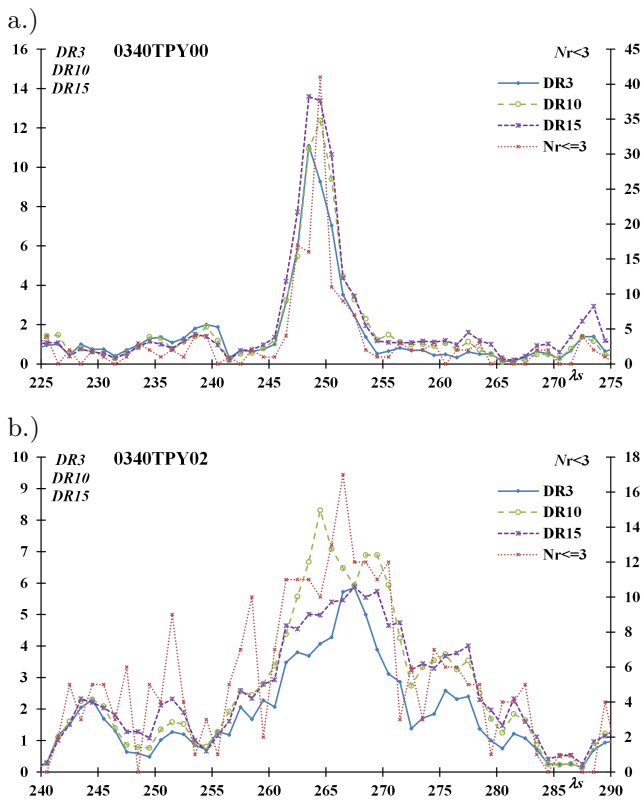 a.)
DR3 0340TPY00 Nr<3
DR10
DR15
16
14
12
10
8
6
4
2
0
45
40
35
30
25
20
15
10
5
0
DR3
DR10
DR15
Nr<=3
225 230 235 240 245 250 255 260 265 270 275
λs
b.)
DR3 0340TPY02 Nr<3
DR10
DR15
10
9
8
7
6
5
4
3
2
1
0
18
16
14
12
10
8
6
4
2
0
DR3
DR10
DR15
Nr<=3
240 245 250 255 260 265 270 275 280 285 290
λs